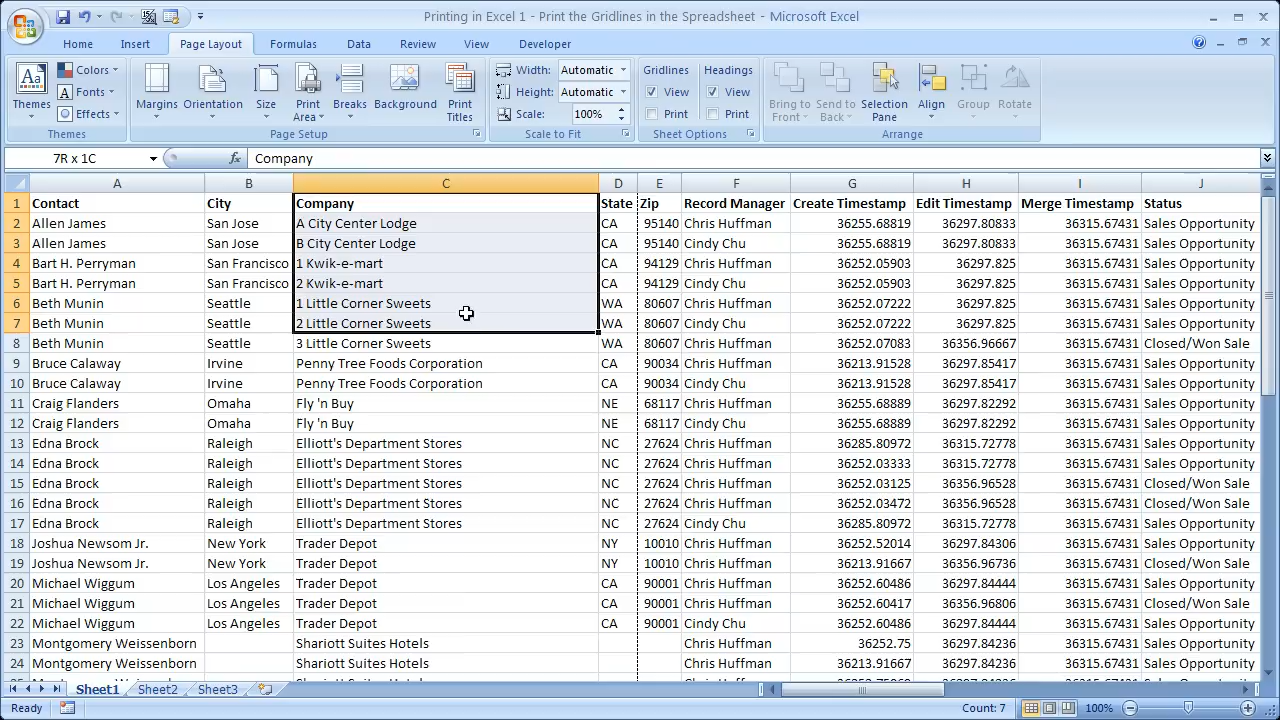 Printing in Excel 1 - Print the Gridlines in the Spreadsheet - Microsoft Excel
Home Insert Page Layout Formulas Data Review View Developer
Themes Colors Fonts Effects Margins Orientation Size Print Area Breaks Background Print Titles Width: Automatic Height: Automatic Scale: 100% Gridlines View Print Headings View Print Bring to Front Send to Back Selection Pane Align Group Rotate
Themes Page Setup Scale to Fit Sheet Options Arrange
7R x 1C fx Company
A B C D E F G H I J
1 Contact City Company State Zip Record Manager Create Timestamp Edit Timestamp Merge Timestamp Status
2 Allen James San Jose A City Center Lodge CA 95140 Chris Huffman 36255.68819 36297.80833 36315.67431 Sales Opportunity
3 Allen James San Jose B City Center Lodge CA 95140 Cindy Chu 36255.68819 36297.80833 36315.67431 Sales Opportunity
4 Bart H. Perryman San Francisco 1 Kwik-e-mart CA 94129 Chris Huffman 36252.05903 36297.825 36315.67431 Sales Opportunity
5 Bart H. Perryman San Francisco 2 Kwik-e-mart CA 94129 Cindy Chu 36252.05903 36297.825 36315.67431 Sales Opportunity
6 Beth Munin Seattle 1 Little Corner Sweets WA 80607 Chris Huffman 36252.07222 36297.825 36315.67431 Sales Opportunity
7 Beth Munin Seattle 2 Little Corner Sweets WA 80607 Cindy Chu 36252.07222 36297.825 36315.67431 Sales Opportunity
8 Beth Munin Seattle 3 Little Corner Sweets WA 80607 Chris Huffman 36252.07083 36356.96667 36315.67431 Closed/Won Sale
9 Bruce Calaway Irvine Penny Tree Foods Corporation CA 90034 Chris Huffman 36213.91528 36297.85417 36315.67431 Sales Opportunity
10 Bruce Calaway Irvine Penny Tree Foods Corporation CA 90034 Cindy Chu 36213.91528 36297.85417 36315.67431 Sales Opportunity
11 Craig Flanders Omaha Fly 'n Buy NE 68117 Chris Huffman 36255.68889 36297.82292 36315.67431 Sales Opportunity
12 Craig Flanders Omaha Fly 'n Buy NE 68117 Cindy Chu 36255.68889 36297.82292 36315.67431 Sales Opportunity
13 Edna Brock Raleigh Elliott's Department Stores NC 27624 Chris Huffman 36285.80972 36315.72778 36315.67431 Sales Opportunity
14 Edna Brock Raleigh Elliott's Department Stores NC 27624 Chris Huffman 36252.03333 36315.72778 36315.67431 Sales Opportunity
15 Edna Brock Raleigh Elliott's Department Stores NC 27624 Chris Huffman 36252.03125 36356.96528 36315.67431 Closed/Won Sale
16 Edna Brock Raleigh Elliott's Department Stores NC 27624 Chris Huffman 36252.03472 36356.96528 36315.67431 Closed/Won Sale
17 Edna Brock Raleigh Elliott's Department Stores NC 27624 Cindy Chu 36285.80972 36315.72778 36315.67431 Sales Opportunity
18 Joshua Newsom Jr. New York Trader Depot NY 10010 Chris Huffman 36252.52014 36297.84306 36315.67431 Sales Opportunity
19 Joshua Newsom Jr. New York Trader Depot NY 10010 Chris Huffman 36213.91667 36356.96736 36315.67431 Closed/Won Sale
20 Michael Wiggum Los Angeles Trader Depot CA 90001 Chris Huffman 36252.60486 36297.84444 36315.67431 Sales Opportunity
21 Michael Wiggum Los Angeles Trader Depot CA 90001 Chris Huffman 36252.60417 36356.96806 36315.67431 Closed/Won Sale
22 Michael Wiggum Los Angeles Trader Depot CA 90001 Cindy Chu 36252.60486 36297.84444 36315.67431 Sales Opportunity
23 Montgomery Weissenborn Shariott Suites Hotels Chris Huffman 36252.75 36297.84236 36315.67431 Sales Opportunity
24 Montgomery Weissenborn Shariott Suites Hotels Chris Huffman 36213.91667 36297.84236 36315.67431 Sales Opportunity
Sheet1 Sheet2 Sheet3
Ready Count: 7 100%